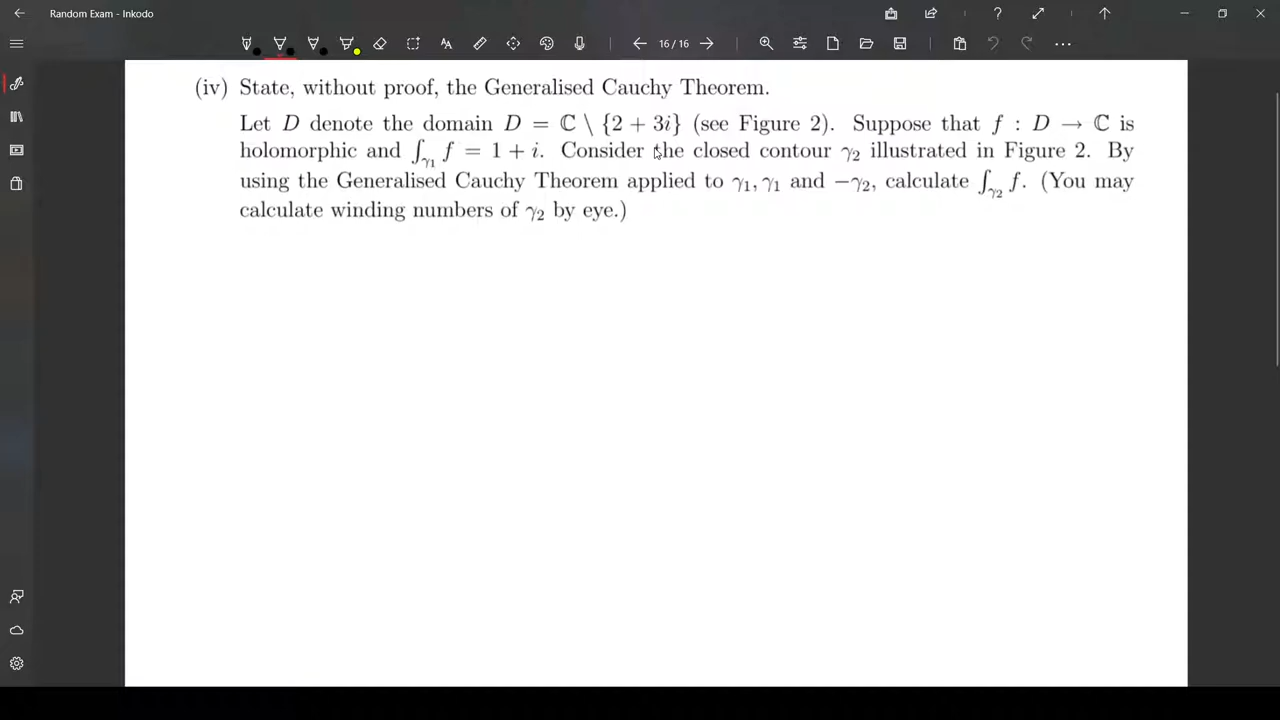 Random Exam - Inkodo
16 / 16
(iv) State, without proof, the Generalised Cauchy Theorem.
Let D denote the domain D = ℂ \ {2 + 3i} (see Figure 2). Suppose that f : D → ℂ is
holomorphic and ∫_{γ₁} f = 1 + i. Consider the closed contour γ₂ illustrated in Figure 2. By
using the Generalised Cauchy Theorem applied to γ₁, γ₁ and −γ₂, calculate ∫_{γ₂} f. (You may
calculate winding numbers of γ₂ by eye.)